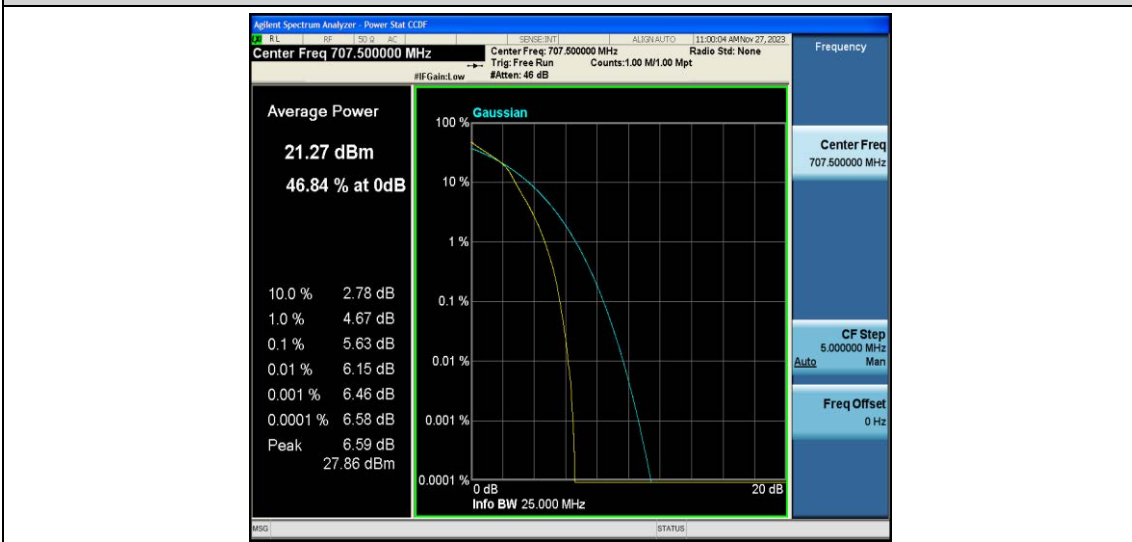 Agilent Spectrum Analyzer - Power Stat CCDF
RL RF 50 Ω AC SENSE:INT ALIGN AUTO 11:00:04 AM Nov 27, 2023
Center Freq 707.500000 MHz
Center Freq: 707.500000 MHz Radio Std: None
Trig: Free Run Counts:1.00 M/1.00 Mpt
#IFGain:Low #Atten: 46 dB
Frequency
Average Power
21.27 dBm
46.84 % at 0dB
10.0 % 2.78 dB
1.0 % 4.67 dB
0.1 % 5.63 dB
0.01 % 6.15 dB
0.001 % 6.46 dB
0.0001 % 6.58 dB
Peak 6.59 dB
27.86 dBm
Gaussian
100 %
10 %
1 %
0.1 %
0.01 %
0.001 %
0.0001 %
0 dB 20 dB
Info BW 25.000 MHz
Center Freq
707.500000 MHz
CF Step
5.000000 MHz
Auto Man
Freq Offset
0 Hz
MSG STATUS